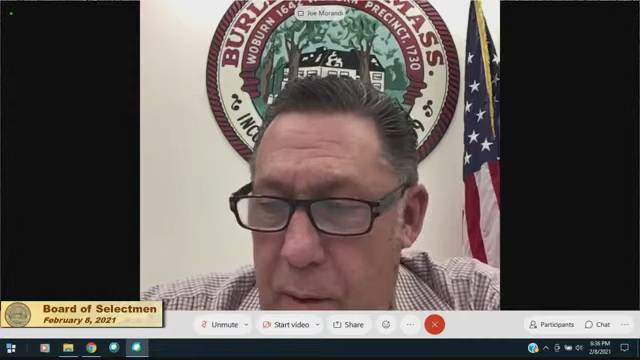 Joe Morandi
BURL MASS.
WOBURN 164 PRECINCT, 1730
INCO
Board of Selectmen
February 8, 2021
Unmute
Start video
Share
Participants
Chat
6:36 PM
2/8/2021